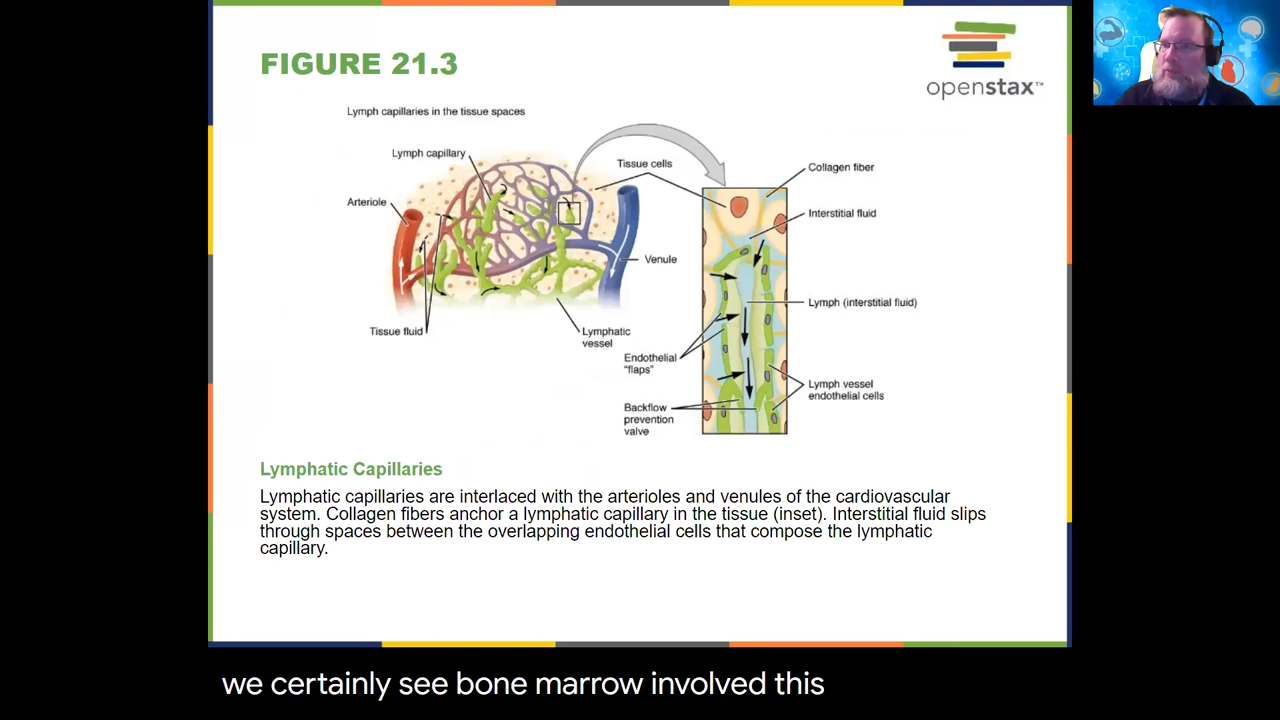 FIGURE 21.3
openstax™
Lymph capillaries in the tissue spaces
Lymph capillary
Arteriole
Tissue fluid
Tissue cells
Venule
Lymphatic
vessel
Collagen fiber
Interstitial fluid
Lymph (interstitial fluid)
Endothelial
"flaps"
Lymph vessel
endothelial cells
Backflow
prevention
valve
Lymphatic Capillaries
Lymphatic capillaries are interlaced with the arterioles and venules of the cardiovascular
system. Collagen fibers anchor a lymphatic capillary in the tissue (inset). Interstitial fluid slips
through spaces between the overlapping endothelial cells that compose the lymphatic
capillary.
we certainly see bone marrow involved this